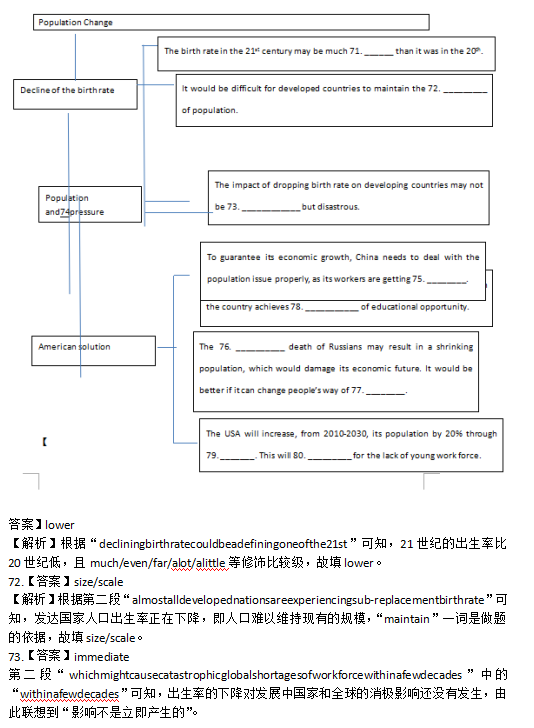 Population Change
The birth rate in the 21st century may be much 71. ______ than it was in the 20th.
Decline of the birth rate
It would be difficult for developed countries to maintain the 72. _________
of population.
The impact of dropping birth rate on developing countries may not
be 73. ____________ but disastrous.
Population
and74pressure
To guarantee its economic growth, China needs to deal with the
population issue properly, as its workers are getting 75. ________.
the country achieves 78. ___________ of educational opportunity.
American solution
The 76. __________ death of Russians may result in a shrinking
population, which would damage its economic future. It would be
better if it can change people's way of 77. ________.
The USA will increase, from 2010-2030, its population by 20% through
79._______. This will 80. _________ for the lack of young work force.
【
答案】lower
【解析】根据“decliningbirthratecouldbeadefiningoneofthe21st”可知，21世纪的出生率比
20世纪低，且 much/even/far/alot/alittle 等修饰比较级，故填 lower。
72.【答案】size/scale
【解析】根据第二段“almostalldevelopednationsareexperiencingsub-replacementbirthrate”可
知，发达国家人口出生率正在下降，即人口难以维持现有的规模，“maintain”一词是做题
的依据，故填 size/scale。
73.【答案】immediate
第二段“whichmightcausecatastrophicglobalshortagesofworkforcewithinafewdecades”中的
“withinafewdecades”可知，出生率的下降对发展中国家和全球的消极影响还没有发生，由
此联想到“影响不是立即产生的”。